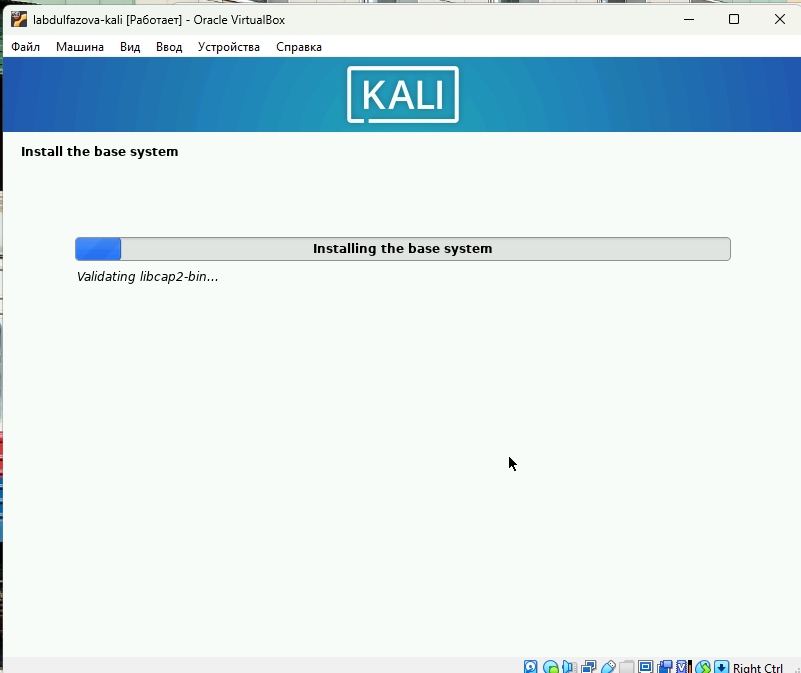 labdulfazova-kali [Работает] - Oracle VirtualBox
Файл Машина Вид Ввод Устройства Справка
KALI
Install the base system
Installing the base system
Validating libcap2-bin...
Right Ctrl